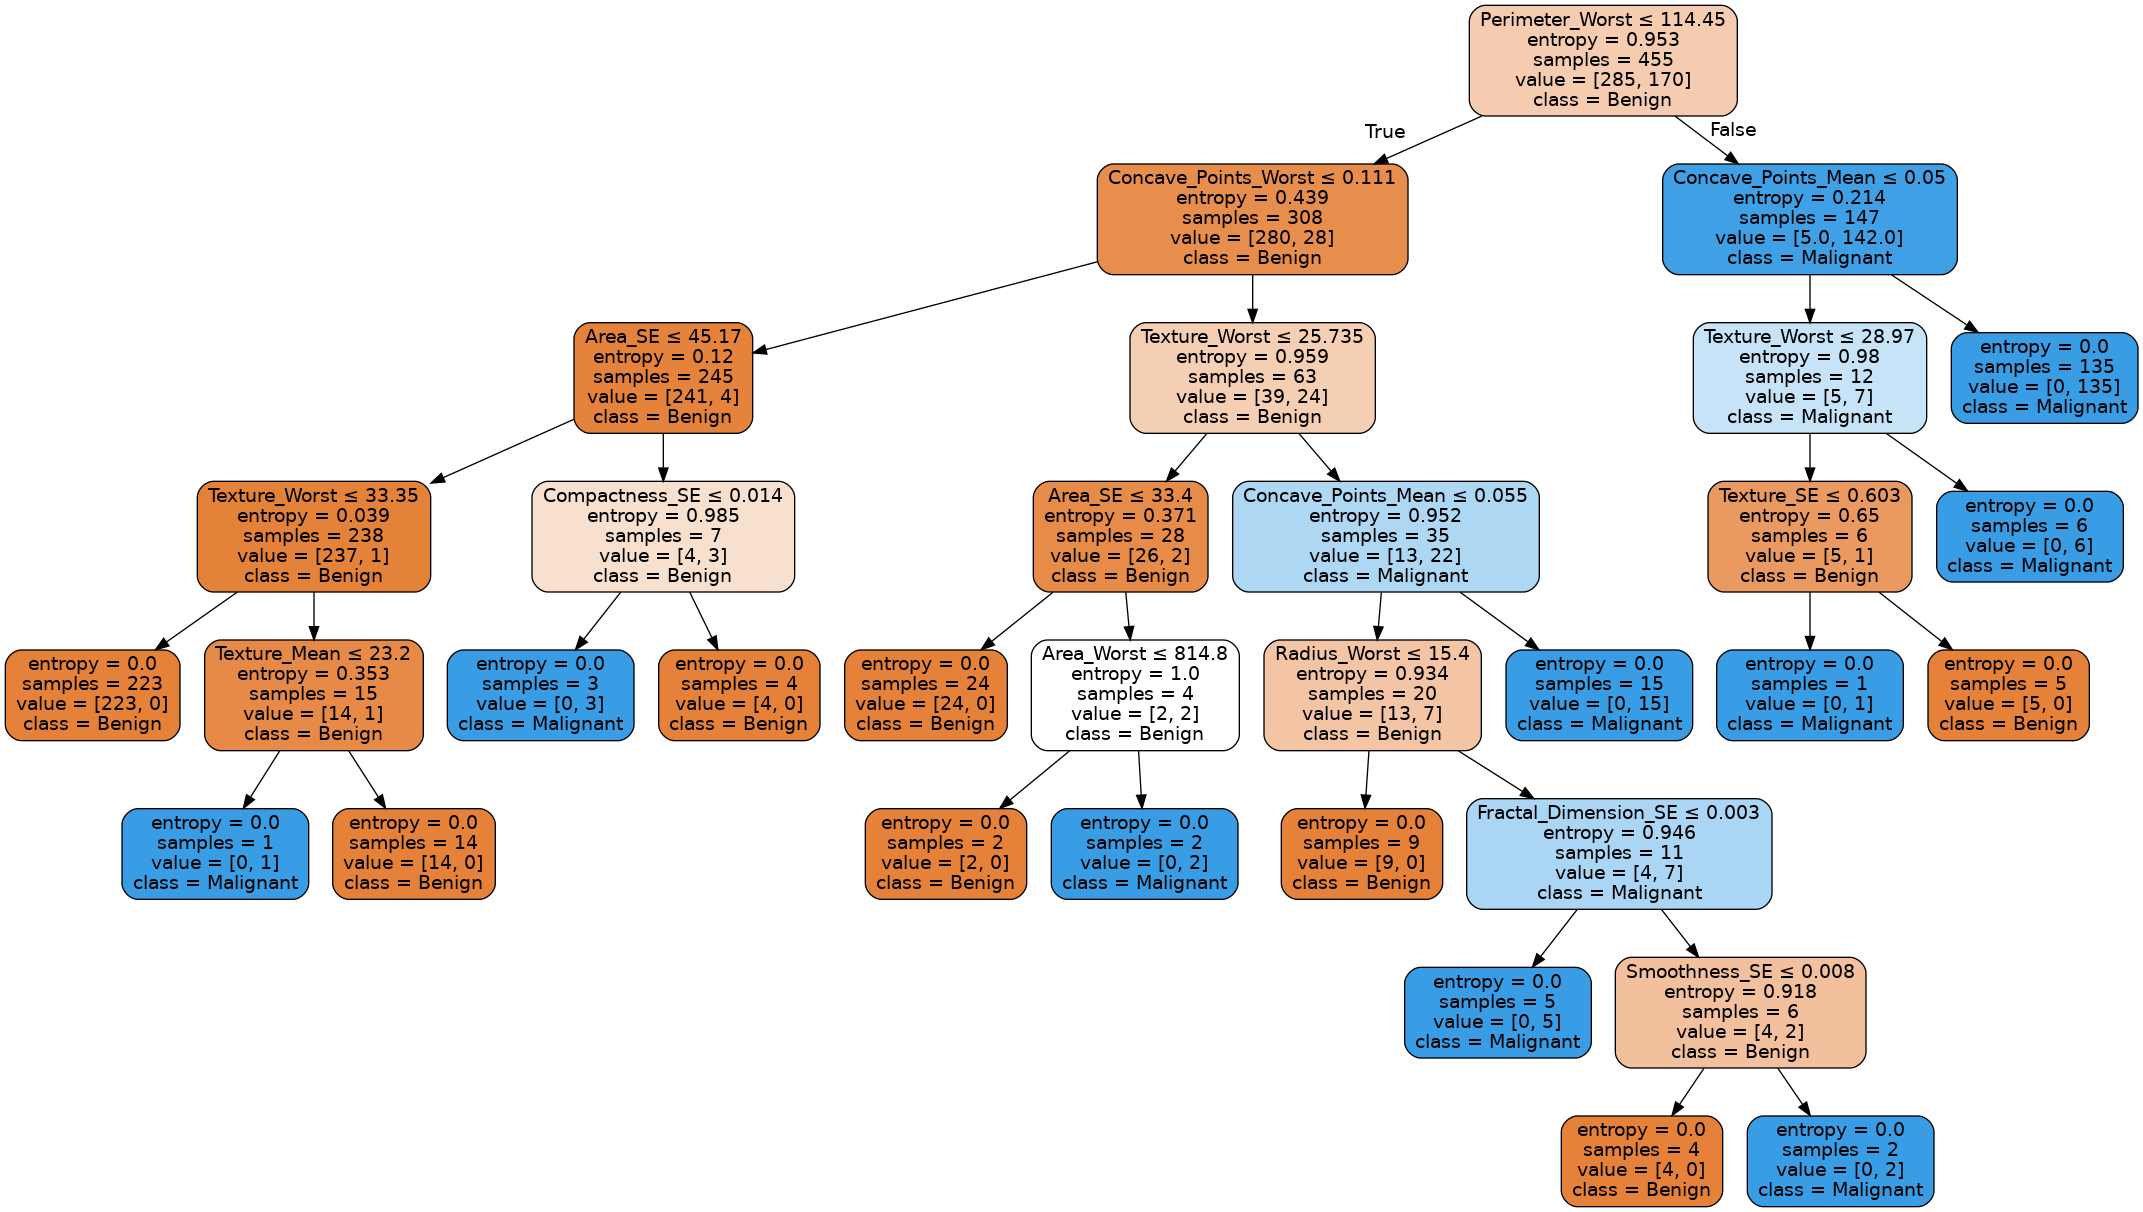 Perimeter_Worst ≤ 114.45
entropy = 0.953
samples = 455
value = [285, 170]
class = Benign
True
False
Concave_Points_Worst ≤ 0.111
entropy = 0.439
samples = 308
value = [280, 28]
class = Benign
Concave_Points_Mean ≤ 0.05
entropy = 0.214
samples = 147
value = [5.0, 142.0]
class = Malignant
Area_SE ≤ 45.17
entropy = 0.12
samples = 245
value = [241, 4]
class = Benign
Texture_Worst ≤ 25.735
entropy = 0.959
samples = 63
value = [39, 24]
class = Benign
Texture_Worst ≤ 28.97
entropy = 0.98
samples = 12
value = [5, 7]
class = Malignant
entropy = 0.0
samples = 135
value = [0, 135]
class = Malignant
Texture_Worst ≤ 33.35
entropy = 0.039
samples = 238
value = [237, 1]
class = Benign
Compactness_SE ≤ 0.014
entropy = 0.985
samples = 7
value = [4, 3]
class = Benign
Area_SE ≤ 33.4
entropy = 0.371
samples = 28
value = [26, 2]
class = Benign
Concave_Points_Mean ≤ 0.055
entropy = 0.952
samples = 35
value = [13, 22]
class = Malignant
Texture_SE ≤ 0.603
entropy = 0.65
samples = 6
value = [5, 1]
class = Benign
entropy = 0.0
samples = 6
value = [0, 6]
class = Malignant
entropy = 0.0
samples = 223
value = [223, 0]
class = Benign
Texture_Mean ≤ 23.2
entropy = 0.353
samples = 15
value = [14, 1]
class = Benign
entropy = 0.0
samples = 3
value = [0, 3]
class = Malignant
entropy = 0.0
samples = 4
value = [4, 0]
class = Benign
entropy = 0.0
samples = 24
value = [24, 0]
class = Benign
Area_Worst ≤ 814.8
entropy = 1.0
samples = 4
value = [2, 2]
class = Benign
Radius_Worst ≤ 15.4
entropy = 0.934
samples = 20
value = [13, 7]
class = Benign
entropy = 0.0
samples = 15
value = [0, 15]
class = Malignant
entropy = 0.0
samples = 1
value = [0, 1]
class = Malignant
entropy = 0.0
samples = 5
value = [5, 0]
class = Benign
entropy = 0.0
samples = 1
value = [0, 1]
class = Malignant
entropy = 0.0
samples = 14
value = [14, 0]
class = Benign
entropy = 0.0
samples = 2
value = [2, 0]
class = Benign
entropy = 0.0
samples = 2
value = [0, 2]
class = Malignant
entropy = 0.0
samples = 9
value = [9, 0]
class = Benign
Fractal_Dimension_SE ≤ 0.003
entropy = 0.946
samples = 11
value = [4, 7]
class = Malignant
entropy = 0.0
samples = 5
value = [0, 5]
class = Malignant
Smoothness_SE ≤ 0.008
entropy = 0.918
samples = 6
value = [4, 2]
class = Benign
entropy = 0.0
samples = 4
value = [4, 0]
class = Benign
entropy = 0.0
samples = 2
value = [0, 2]
class = Malignant